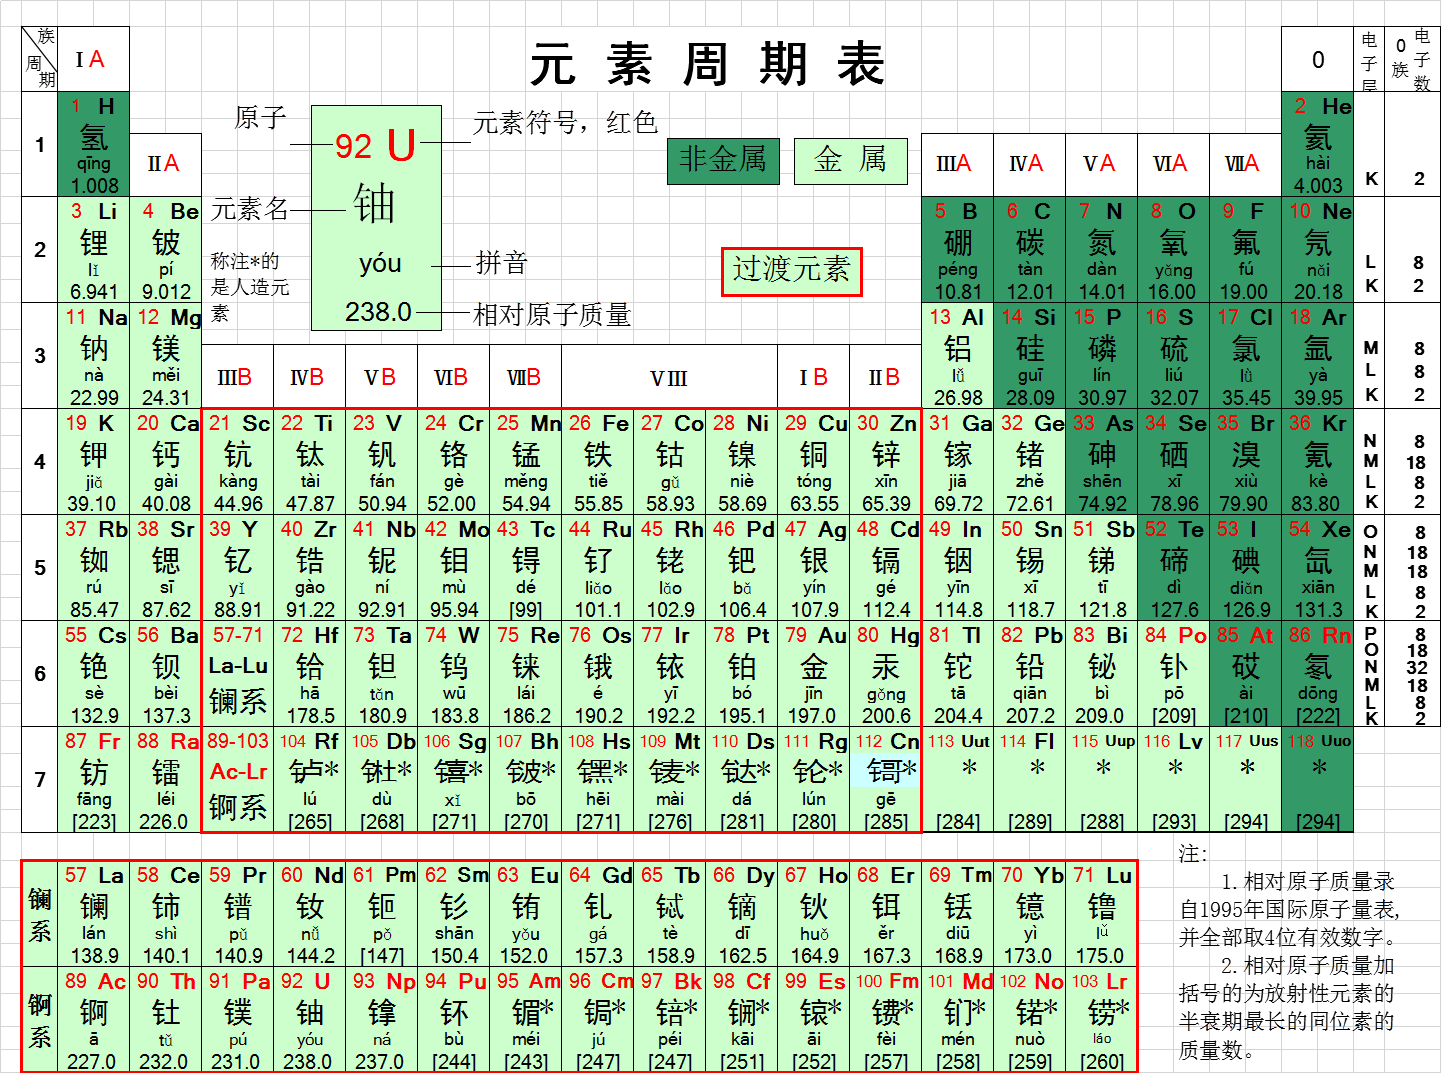 元 素 周 期 表
族
周
期
Ⅰ A
0
电子层
0族
电子数
原子
92 U
铀
yóu
238.0
元素符号，红色
元素名
拼音
相对原子质量
称注*的
是人造元
素
非金属
金 属
过渡元素
ⅡA
ⅢA ⅣA ⅤA ⅥA ⅦA
ⅢB ⅣB ⅤB ⅥB ⅦB ⅤⅢ ⅠB ⅡB
1
1 H 2 He
氢 氦
qīng hài
1.008 4.003
K 2
2
3 Li 4 Be 5 B 6 C 7 N 8 O 9 F 10 Ne
锂 铍 硼 碳 氮 氧 氟 氖
lǐ pí péng tàn dàn yǎng fú nǎi
6.941 9.012 10.81 12.01 14.01 16.00 19.00 20.18
L 8
K 2
3
11 Na 12 Mg 13 Al 14 Si 15 P 16 S 17 Cl 18 Ar
钠 镁 铝 硅 磷 硫 氯 氩
nà měi lǚ guī lín liú lǜ yà
22.99 24.31 26.98 28.09 30.97 32.07 35.45 39.95
M 8
L 8
K 2
4
19 K 20 Ca 21 Sc 22 Ti 23 V 24 Cr 25 Mn 26 Fe 27 Co 28 Ni 29 Cu 30 Zn 31 Ga 32 Ge 33 As 34 Se 35 Br 36 Kr
钾 钙 钪 钛 钒 铬 锰 铁 钴 镍 铜 锌 镓 锗 砷 硒 溴 氪
jiǎ gài kàng tài fán gè měng tiě gǔ niè tóng xīn jiā zhě shēn xī xiù kè
39.10 40.08 44.96 47.87 50.94 52.00 54.94 55.85 58.93 58.69 63.55 65.39 69.72 72.61 74.92 78.96 79.90 83.80
N 8
M 18
L 8
K 2
5
37 Rb 38 Sr 39 Y 40 Zr 41 Nb 42 Mo 43 Tc 44 Ru 45 Rh 46 Pd 47 Ag 48 Cd 49 In 50 Sn 51 Sb 52 Te 53 I 54 Xe
铷 锶 钇 锆 铌 钼 锝 钌 铑 钯 银 镉 铟 锡 锑 碲 碘 氙
rú sī yǐ gào ní mù dé liǎo lǎo bǎ yín gé yīn xī tī dì diǎn xiān
85.47 87.62 88.91 91.22 92.91 95.94 [99] 101.1 102.9 106.4 107.9 112.4 114.8 118.7 121.8 127.6 126.9 131.3
O 8
N 18
M 18
L 8
K 2
6
55 Cs 56 Ba 57-71 72 Hf 73 Ta 74 W 75 Re 76 Os 77 Ir 78 Pt 79 Au 80 Hg 81 Tl 82 Pb 83 Bi 84 Po 85 At 86 Rn
铯 钡 La-Lu 铪 钽 钨 铼 锇 铱 铂 金 汞 铊 铅 铋 钋 砹 氡
sè bèi 镧系 hā tǎn wū lái é yī bó jīn gǒng tā qiān bì pō ài dōng
132.9 137.3 178.5 180.9 183.8 186.2 190.2 192.2 195.1 197.0 200.6 204.4 207.2 209.0 [209] [210] [222]
P 8
O 18
N 32
M 18
L 8
K 2
7
87 Fr 88 Ra 89-103 104 Rf 105 Db 106 Sg 107 Bh 108 Hs 109 Mt 110 Ds 111 Rg 112 Cn 113 Uut 114 Fl 115 Uup 116 Lv 117 Uus 118 Uuo
钫 镭 Ac-Lr 𬬻* 𬭊* 𬭳* 𬭛* 𬭶* 鿏* 𫟼* 𬬭* 鿔* * * * * * *
fāng léi 锕系 lú dù xǐ bō hēi mài dá lún gē
[223] 226.0 [265] [268] [271] [270] [271] [276] [281] [280] [285] [284] [289] [288] [293] [294] [294]
镧系
57 La 58 Ce 59 Pr 60 Nd 61 Pm 62 Sm 63 Eu 64 Gd 65 Tb 66 Dy 67 Ho 68 Er 69 Tm 70 Yb 71 Lu
镧 铈 镨 钕 钷 钐 铕 钆 铽 镝 钬 铒 铥 镱 镥
lán shì pǔ nǚ pǒ shān yǒu gá tè dī huǒ ěr diū yì lǔ
138.9 140.1 140.9 144.2 [147] 150.4 152.0 157.3 158.9 162.5 164.9 167.3 168.9 173.0 175.0
锕系
89 Ac 90 Th 91 Pa 92 U 93 Np 94 Pu 95 Am 96 Cm 97 Bk 98 Cf 99 Es 100 Fm 101 Md 102 No 103 Lr
锕 钍 镤 铀 镎 钚 镅* 锔* 锫* 锎* 锿* 镄* 钔* 锘* 铹*
ā tǔ pú yóu ná bù méi jú péi kāi āi fèi mén nuò láo
227.0 232.0 231.0 238.0 237.0 [244] [243] [247] [247] [251] [252] [257] [258] [259] [260]
注:
1.相对原子质量录
自1995年国际原子量表,
并全部取4位有效数字。
2.相对原子质量加
括号的为放射性元素的
半衰期最长的同位素的
质量数。